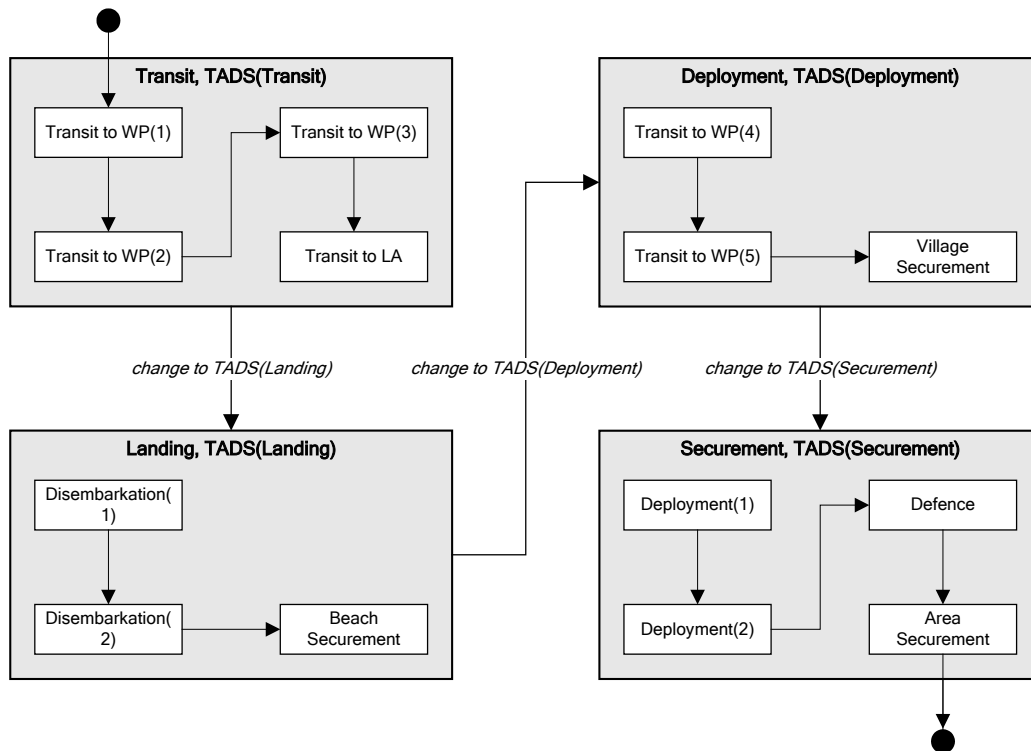 Transit, TADS(Transit)
Transit to WP(1)
Transit to WP(3)
Transit to WP(2)
Transit to LA
change to TADS(Landing)
Landing, TADS(Landing)
Disembarkation(
1)
Disembarkation(
2)
Beach
Securement
change to TADS(Deployment)
Deployment, TADS(Deployment)
Transit to WP(4)
Transit to WP(5)
Village
Securement
change to TADS(Securement)
Securement, TADS(Securement)
Deployment(1)
Defence
Deployment(2)
Area
Securement